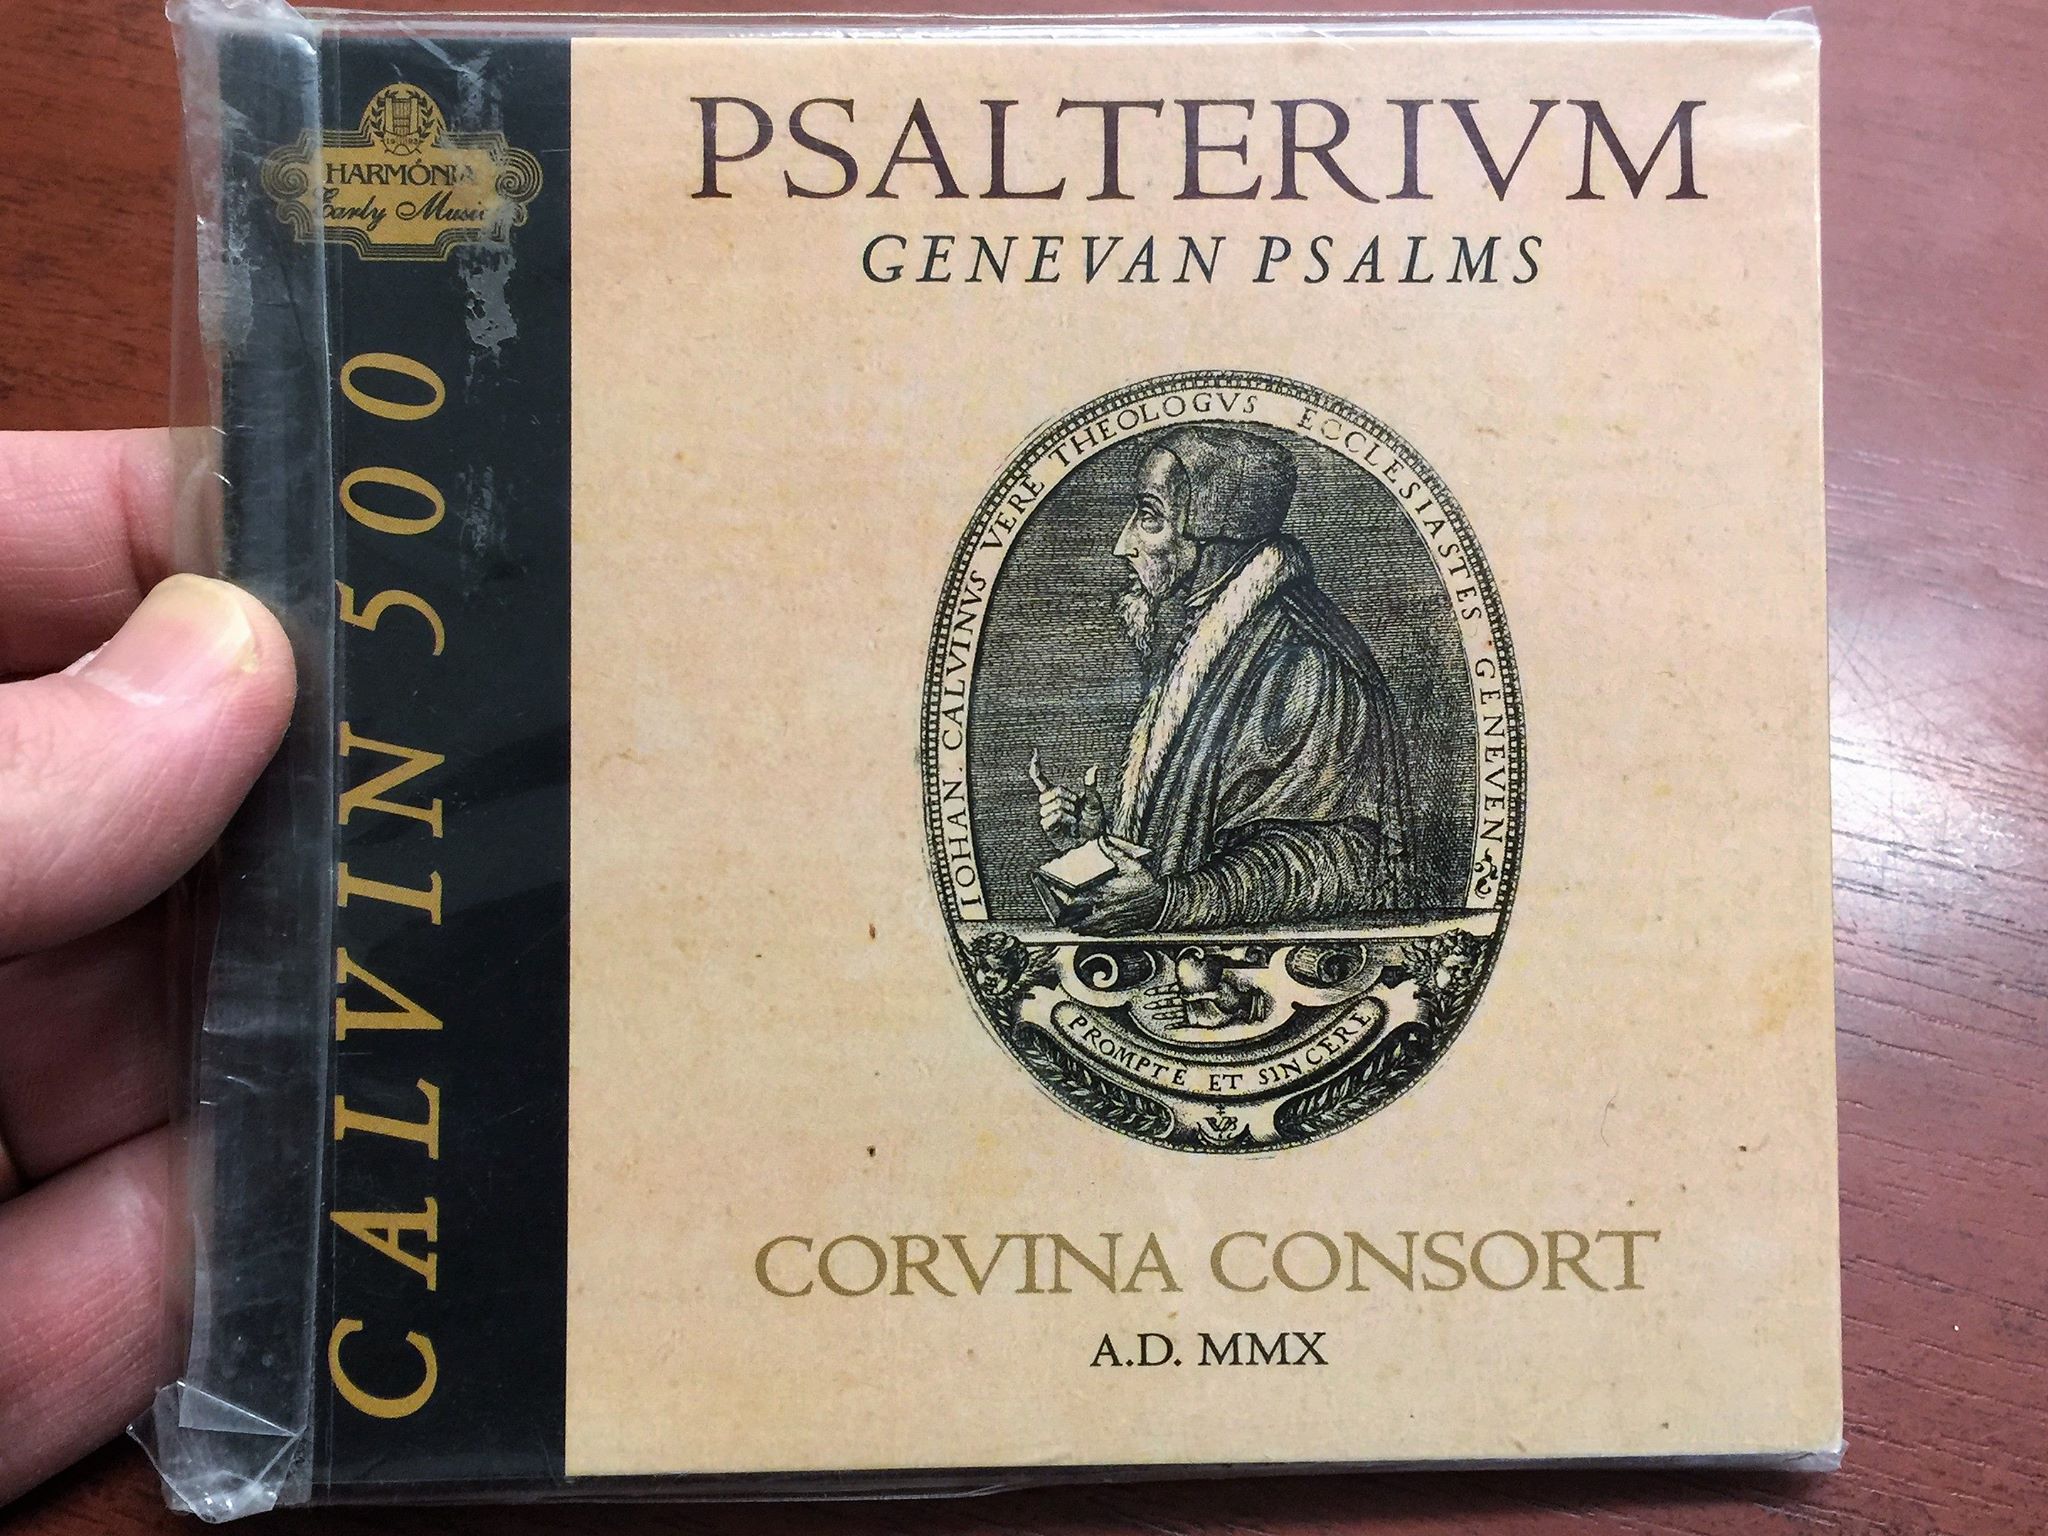 HARMÓNIA
Early Music
CALVIN 500
PSALTERIVM
GENEVAN PSALMS
IOHAN. CALVINVS VERE THEOLOGVS ECCLESIASTES GENEVEN
PROMPTE ET SINCERE
CORVINA CONSORT
A.D. MMX